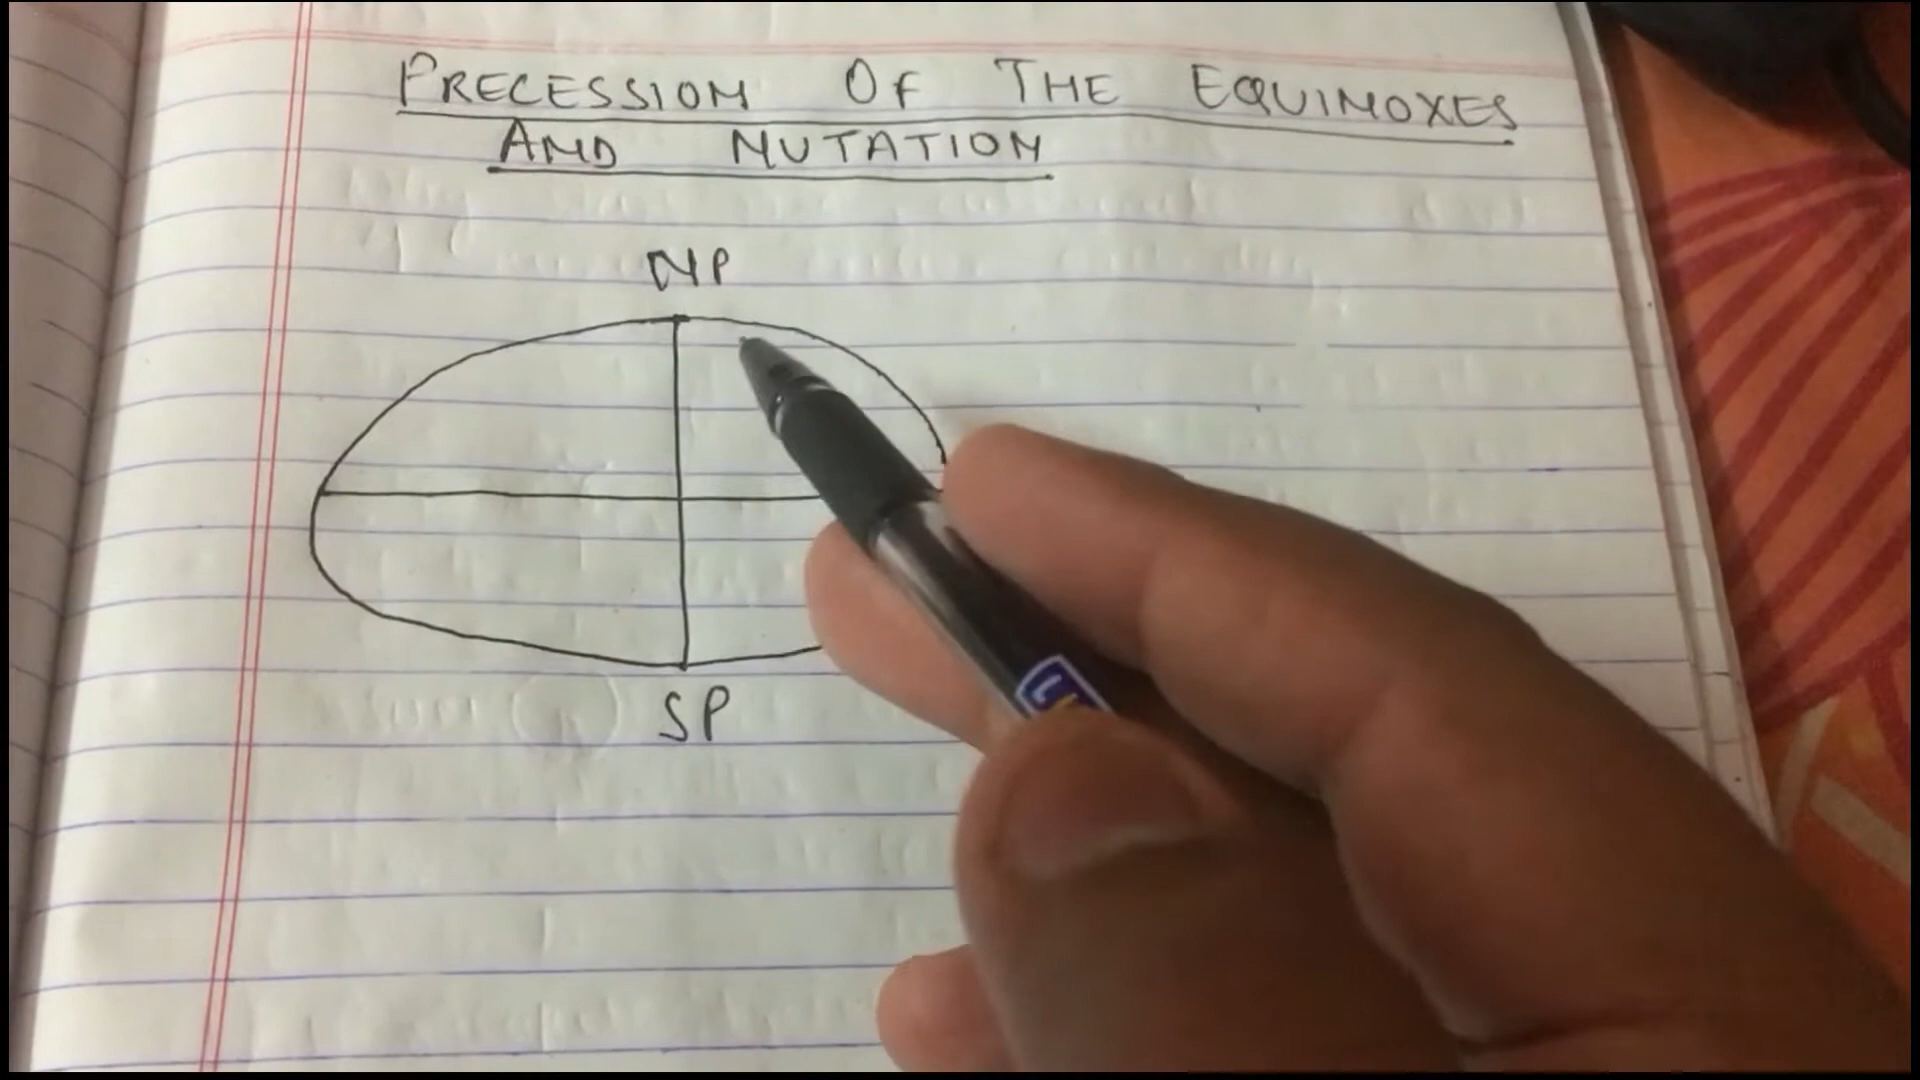 PRECESSION OF THE EQUINOXES
AND NUTATION
NP
SP